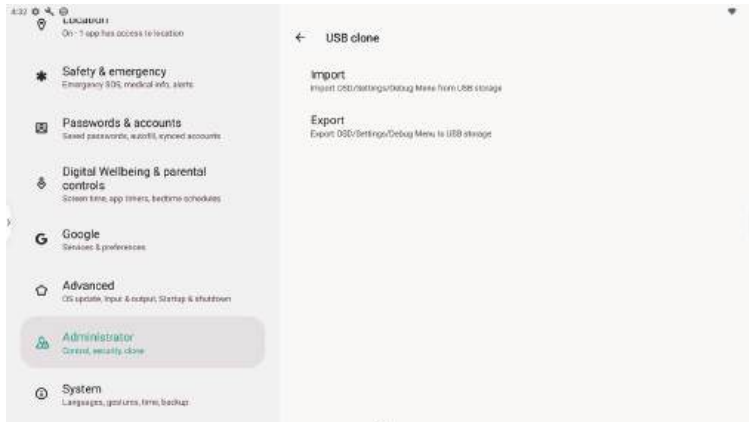 4:32
Location
On · 1 app has access to location
Safety & emergency
Emergency SOS, medical info, alerts
Passwords & accounts
Saved passwords, autofill, synced accounts
Digital Wellbeing & parental
controls
Screen time, app timers, bedtime schedules
Google
Services & preferences
Advanced
OS update, Input & output, Startup & shutdown
Administrator
Control, security, clone
System
Languages, gestures, time, backup
USB clone
Import
Import OSD/Settings/Debug Menu from USB storage
Export
Export OSD/Settings/Debug Menu to USB storage